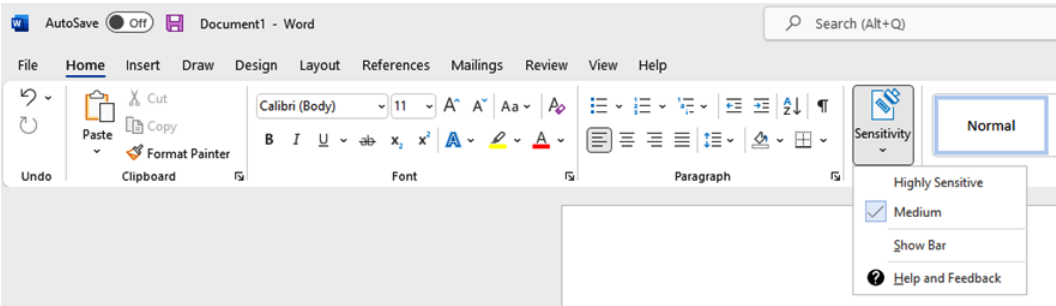 AutoSave Off Document1 - Word Search (Alt+Q)
File Home Insert Draw Design Layout References Mailings Review View Help
Cut
Calibri (Body) 11 A^ A˅ Aa A
Copy
Paste
Format Painter
B I U ab x₂ x² A A
Sensitivity
Normal
Undo Clipboard Font Paragraph
Highly Sensitive
Medium
Show Bar
Help and Feedback